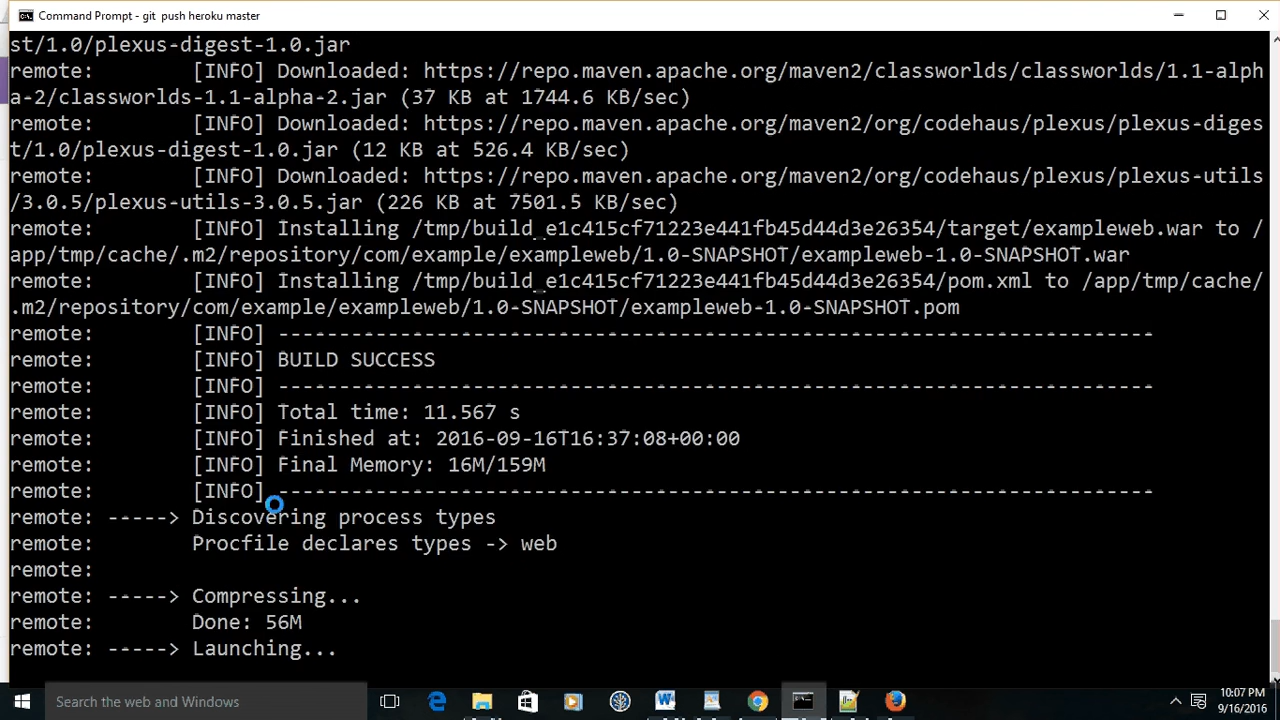 Command Prompt - git  push heroku master
st/1.0/plexus-digest-1.0.jar
remote:        [INFO] Downloaded: https://repo.maven.apache.org/maven2/classworlds/classworlds/1.1-alph
a-2/classworlds-1.1-alpha-2.jar (37 KB at 1744.6 KB/sec)
remote:        [INFO] Downloaded: https://repo.maven.apache.org/maven2/org/codehaus/plexus/plexus-diges
t/1.0/plexus-digest-1.0.jar (12 KB at 526.4 KB/sec)
remote:        [INFO] Downloaded: https://repo.maven.apache.org/maven2/org/codehaus/plexus/plexus-utils
/3.0.5/plexus-utils-3.0.5.jar (226 KB at 7501.5 KB/sec)
remote:        [INFO] Installing /tmp/build_e1c415cf71223e441fb45d44d3e26354/target/exampleweb.war to /
app/tmp/cache/.m2/repository/com/example/exampleweb/1.0-SNAPSHOT/exampleweb-1.0-SNAPSHOT.war
remote:        [INFO] Installing /tmp/build_e1c415cf71223e441fb45d44d3e26354/pom.xml to /app/tmp/cache/
.m2/repository/com/example/exampleweb/1.0-SNAPSHOT/exampleweb-1.0-SNAPSHOT.pom
remote:        [INFO] ------------------------------------------------------------------------
remote:        [INFO] BUILD SUCCESS
remote:        [INFO] ------------------------------------------------------------------------
remote:        [INFO] Total time: 11.567 s
remote:        [INFO] Finished at: 2016-09-16T16:37:08+00:00
remote:        [INFO] Final Memory: 16M/159M
remote:        [INFO] ------------------------------------------------------------------------
remote: -----> Discovering process types
remote:        Procfile declares types -> web
remote:
remote: -----> Compressing...
remote:        Done: 56M
remote: -----> Launching...
Search the web and Windows
10:07 PM
9/16/2016